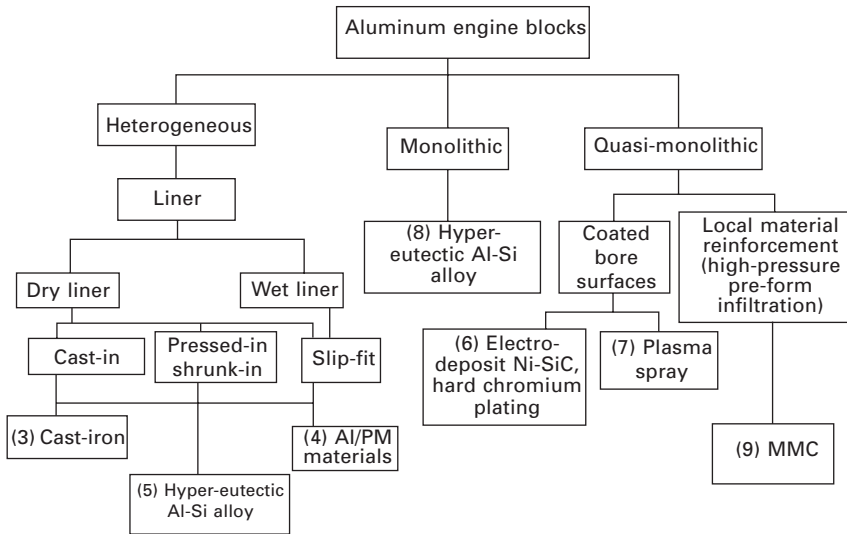 Aluminum engine blocks
Heterogeneous
Monolithic
Quasi-monolithic
Liner
(8) Hyper-
eutectic Al-Si
alloy
Coated
bore
surfaces
Local material
reinforcement
(high-pressure
pre-form
infiltration)
Dry liner
Wet liner
Cast-in
Pressed-in
shrunk-in
Slip-fit
(6) Electro-
deposit Ni-SiC,
hard chromium
plating
(7) Plasma
spray
(3) Cast-iron
(4) Al/PM
materials
(9) MMC
(5) Hyper-eutectic
Al-Si alloy